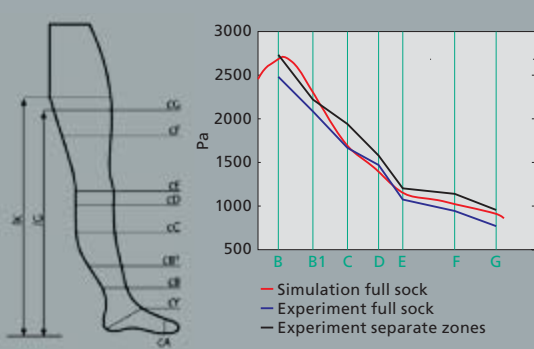 cG
cF
cE
cD
cC
cB1
cB
cY
cA
lK
lG
3000
2500
2000
1500
1000
500
Pa
B B1 C D E F G
Simulation full sock
Experiment full sock
Experiment separate zones